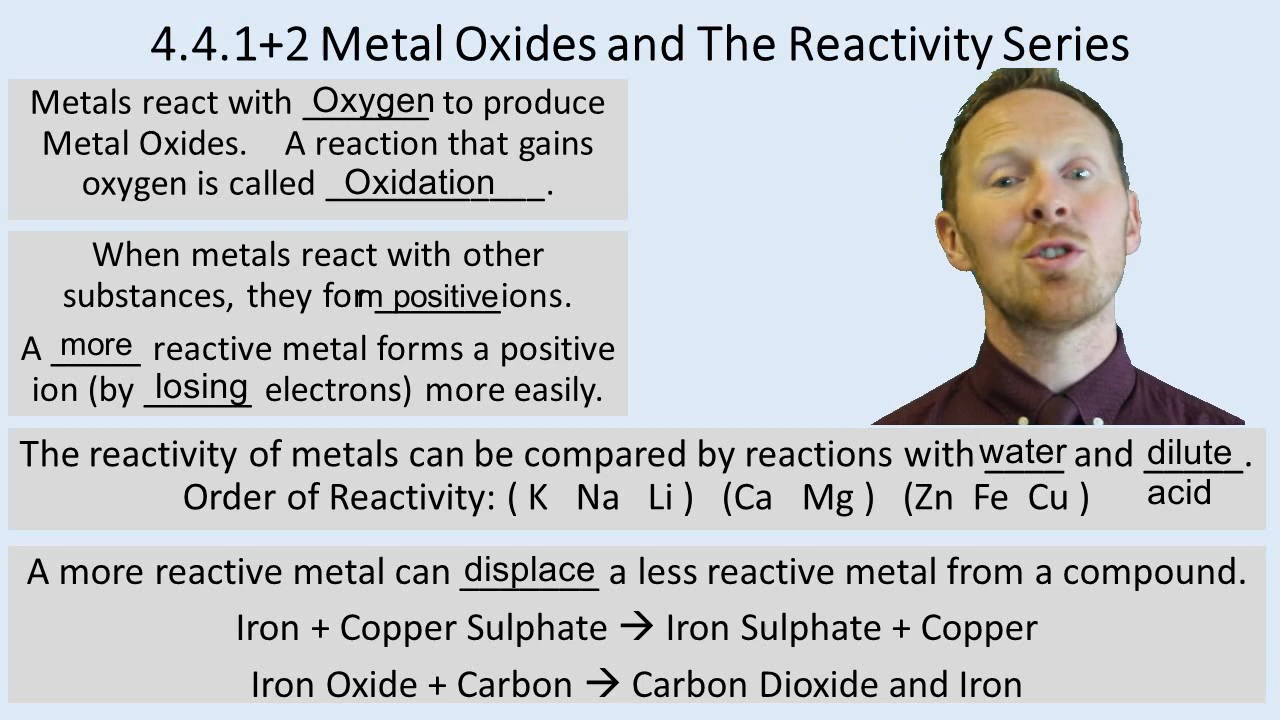 4.4.1+2 Metal Oxides and The Reactivity Series
Metals react with Oxygen to produce
Metal Oxides. A reaction that gains
oxygen is called Oxidation.
When metals react with other
substances, they form positive ions.
A more reactive metal forms a positive
ion (by losing electrons) more easily.
The reactivity of metals can be compared by reactions with water and dilute.
Order of Reactivity: ( K Na Li ) (Ca Mg ) (Zn Fe Cu ) acid
A more reactive metal can displace a less reactive metal from a compound.
Iron + Copper Sulphate → Iron Sulphate + Copper
Iron Oxide + Carbon → Carbon Dioxide and Iron